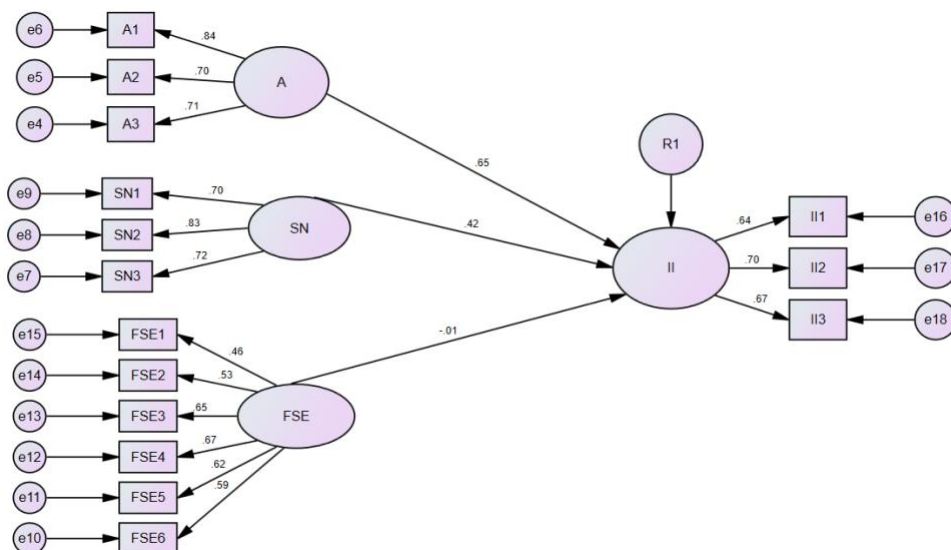 e6 A1 .84
e5 A2 .70 A
e4 A3 .71
.65
R1
e9 SN1 .70
e8 SN2 .83 SN .42
e7 SN3 .72
II
.64 II1 e16
.70 II2 e17
.67 II3 e18
-.01
e15 FSE1 .46
e14 FSE2 .53
e13 FSE3 .65 FSE
e12 FSE4 .67
e11 FSE5 .62
e10 FSE6 .59